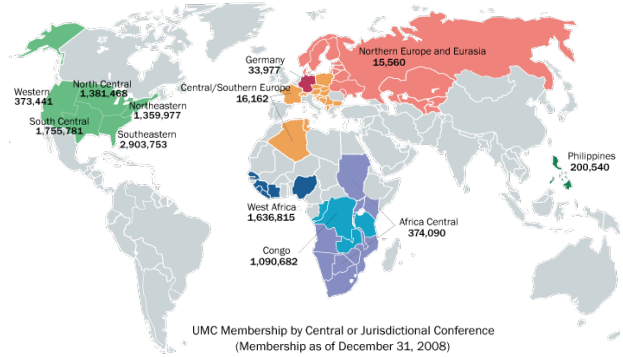 Germany
33,977
Northern Europe and Eurasia
15,560
Central/Southern Europe
16,162
Western
373,441
North Central
1,381,468
Northeastern
1,359,977
South Central
1,755,781
Southeastern
2,903,753
Philippines
200,540
West Africa
1,636,815
Africa Central
374,090
Congo
1,090,682
UMC Membership by Central or Jurisdictional Conference
(Membership as of December 31, 2008)